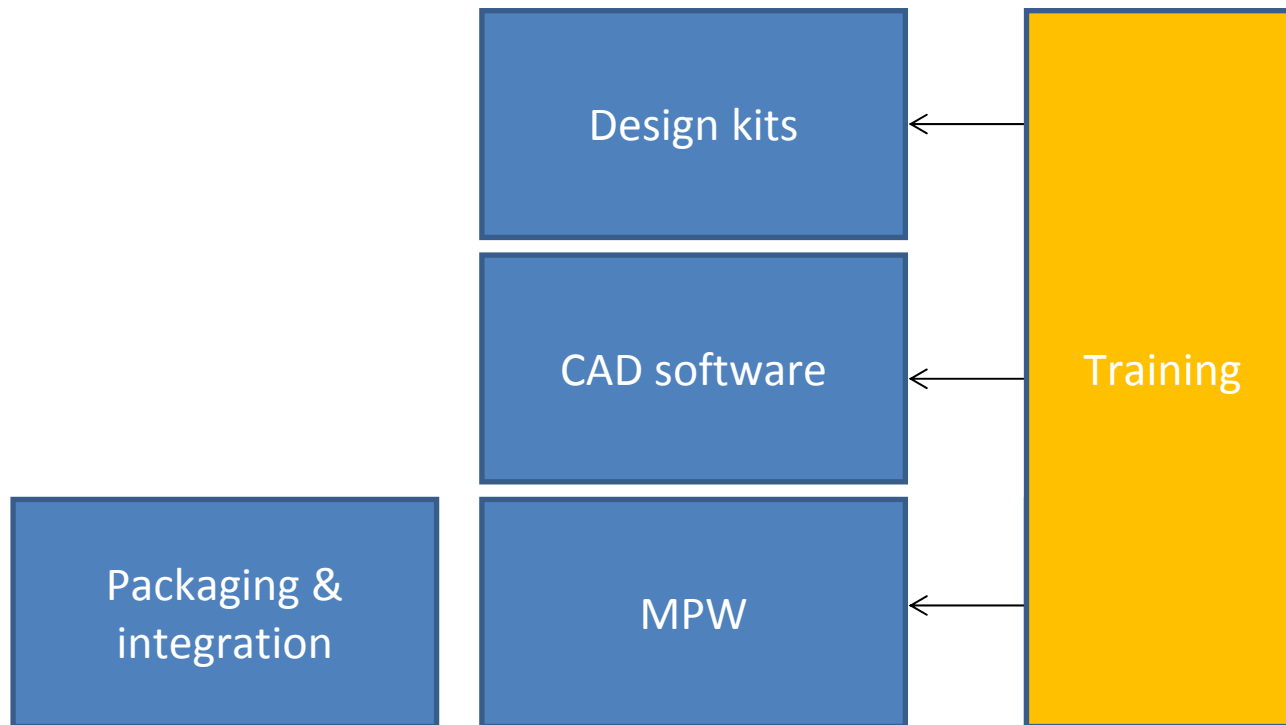 Design kits
CAD software
Training
Packaging &
integration
MPW